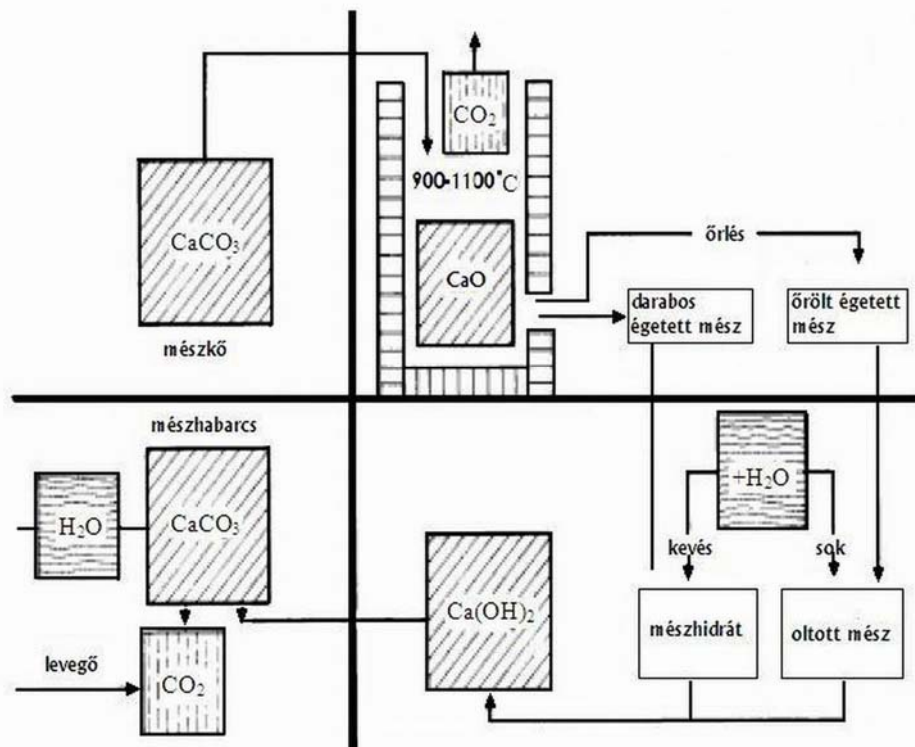 CO₂
900-1100°C
CaCO₃
mészkő
CaO
őrlés
darabos
égetett mész
őrölt égetett
mész
mészhabarcs
H₂O
CaCO₃
levegő
CO₂
Ca(OH)₂
+H₂O
kevés
sok
mészhidrát
oltott mész